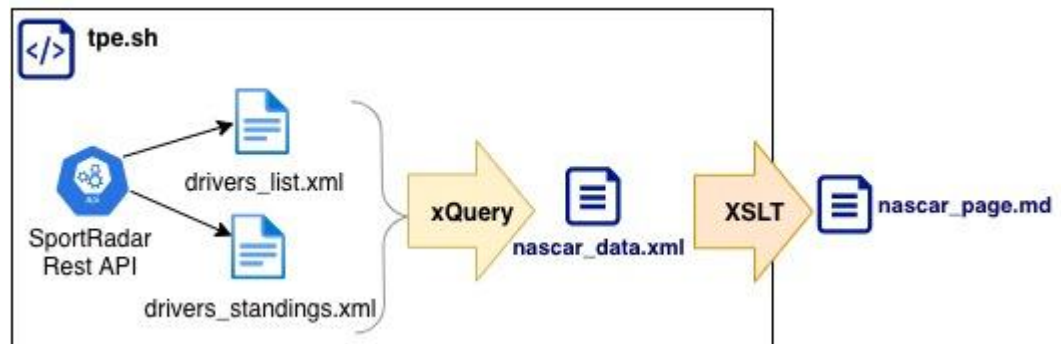 </>
tpe.sh
drivers_list.xml
SportRadar
Rest API
drivers_standings.xml
xQuery
nascar_data.xml
XSLT
nascar_page.md